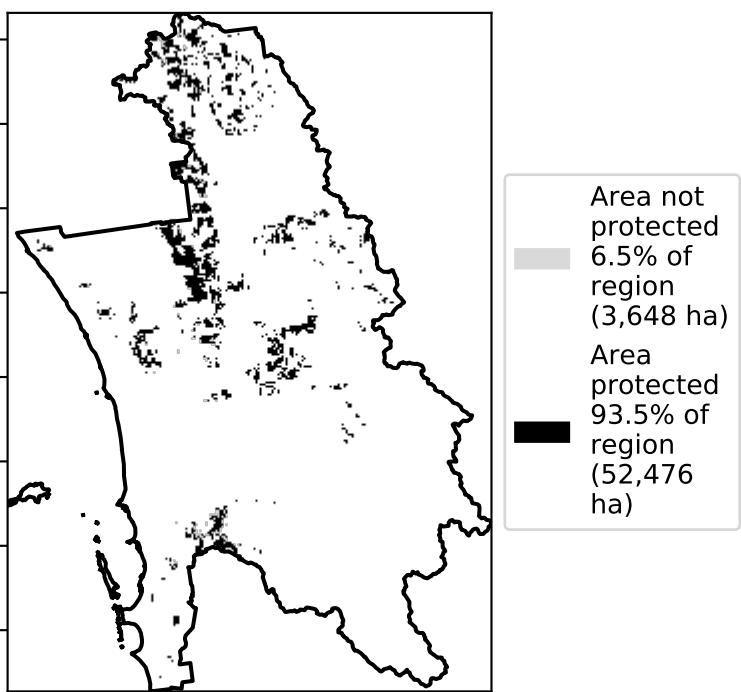 Area not
protected
6.5% of
region
(3,648 ha)
Area
protected
93.5% of
region
(52,476
ha)